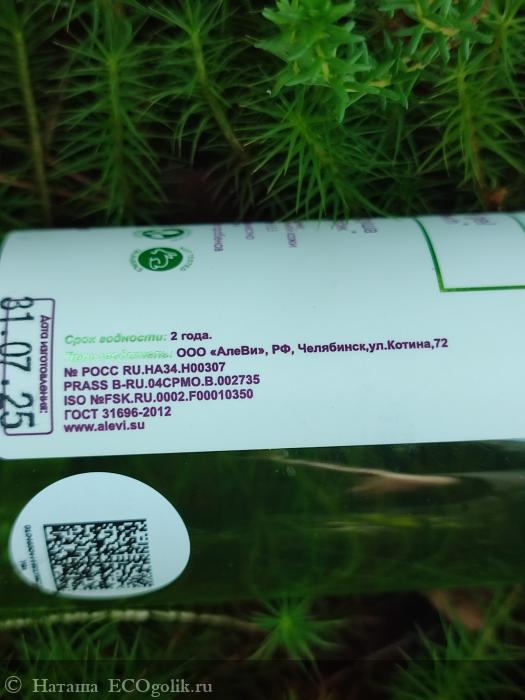 Срок годности: 2 года.
Производитель: ООО «АлеВи», РФ, Челябинск,ул.Котина,72
№ РОСС RU.НА34.Н00307
PRASS B-RU.04СРМО.В.002735
ISO №FSK.RU.0002.F00010350
ГОСТ 31696-2012
www.alevi.su
Дата изготовления:
31.07.25
© Наташа ECOgolik.ru